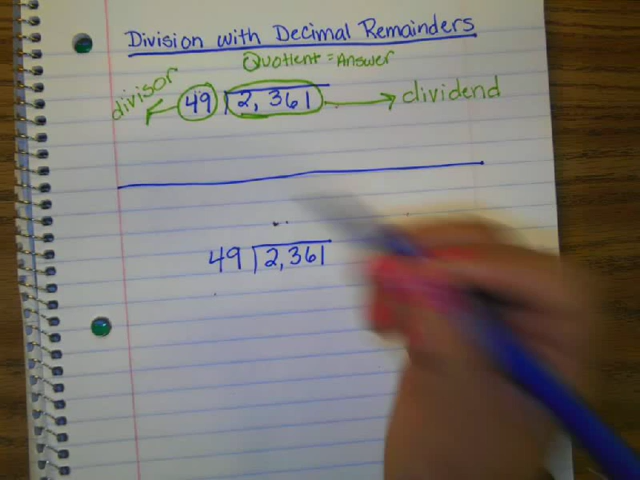 Division with Decimal Remainders
Quotient = Answer
divisor 49 2,361 dividend
49 2,361